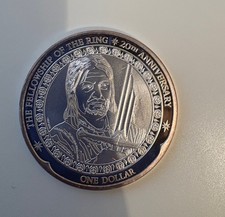 THE FELLOWSHIP OF THE RING ✶ 20TH ANNIVERSARY ✶
ONE DOLLAR